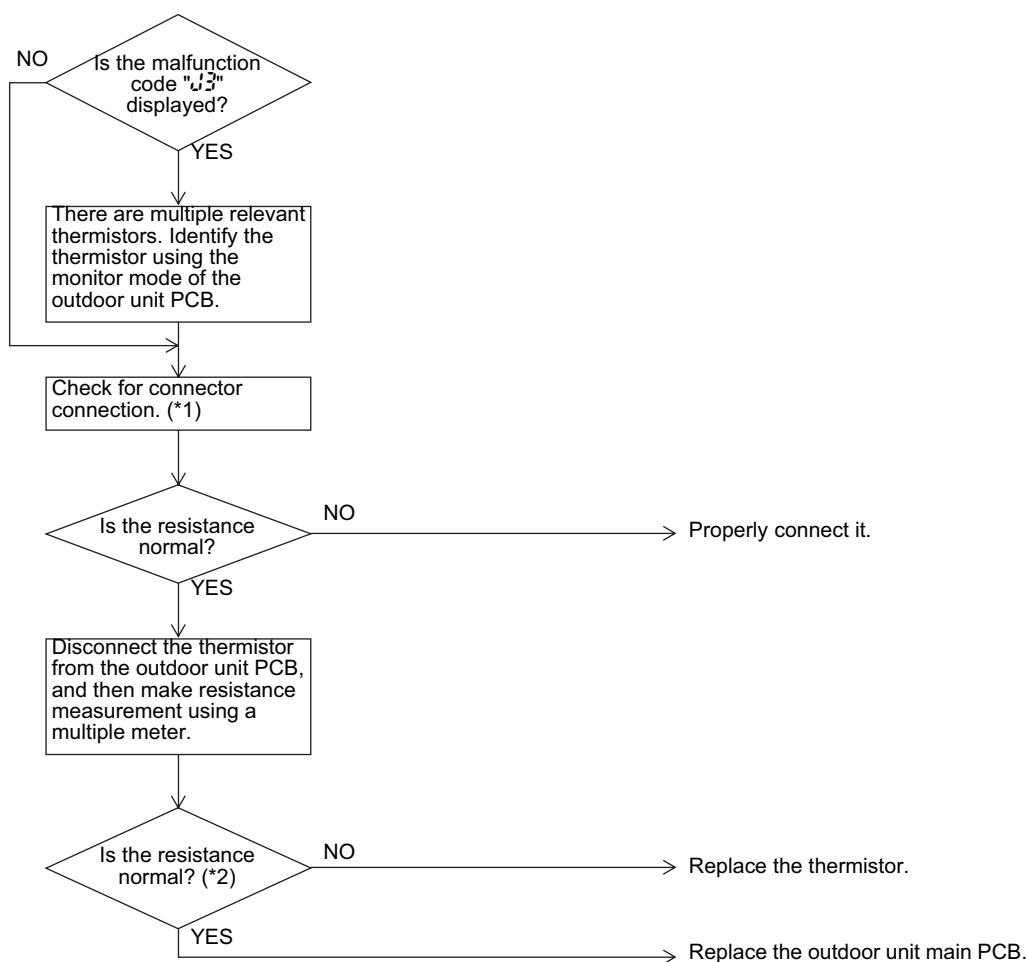 NO
Is the malfunction
code "J3"
displayed?
YES
There are multiple relevant
thermistors. Identify the
thermistor using the
monitor mode of the
outdoor unit PCB.
Check for connector
connection. (*1)
Is the resistance
normal?
NO
Properly connect it.
YES
Disconnect the thermistor
from the outdoor unit PCB,
and then make resistance
measurement using a
multiple meter.
Is the resistance
normal? (*2)
NO
Replace the thermistor.
YES
Replace the outdoor unit main PCB.